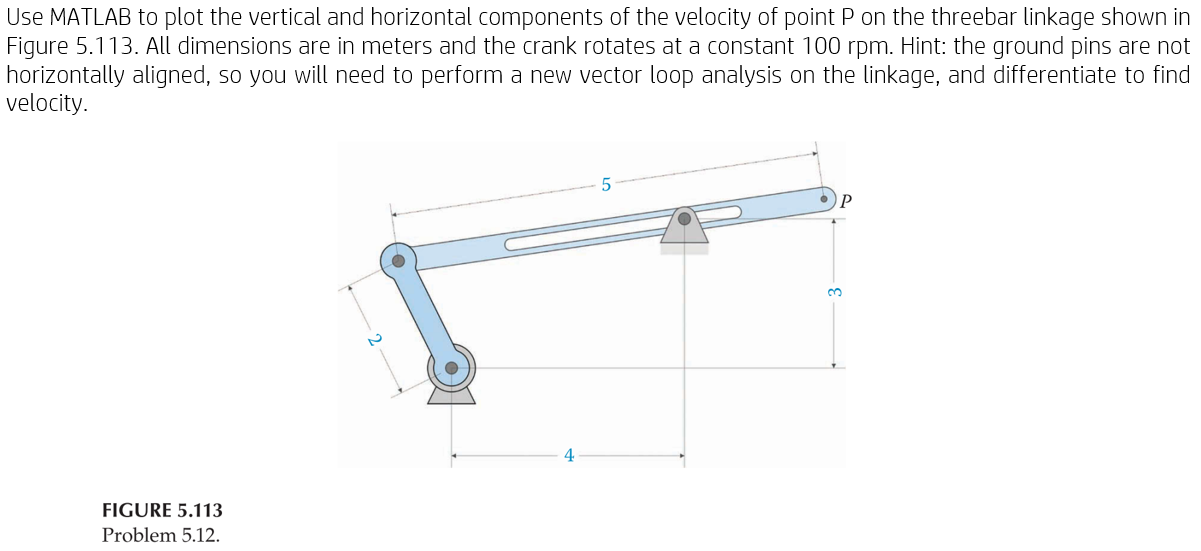 Use MATLAB to plot the vertical and horizontal components of the velocity of point P on the threebar linkage shown in
Figure 5.113. All dimensions are in meters and the crank rotates at a constant 100 rpm. Hint: the ground pins are not
horizontally aligned, so you will need to perform a new vector loop analysis on the linkage, and differentiate to find
velocity.
5
P
3
2
4
FIGURE 5.113
Problem 5.12.